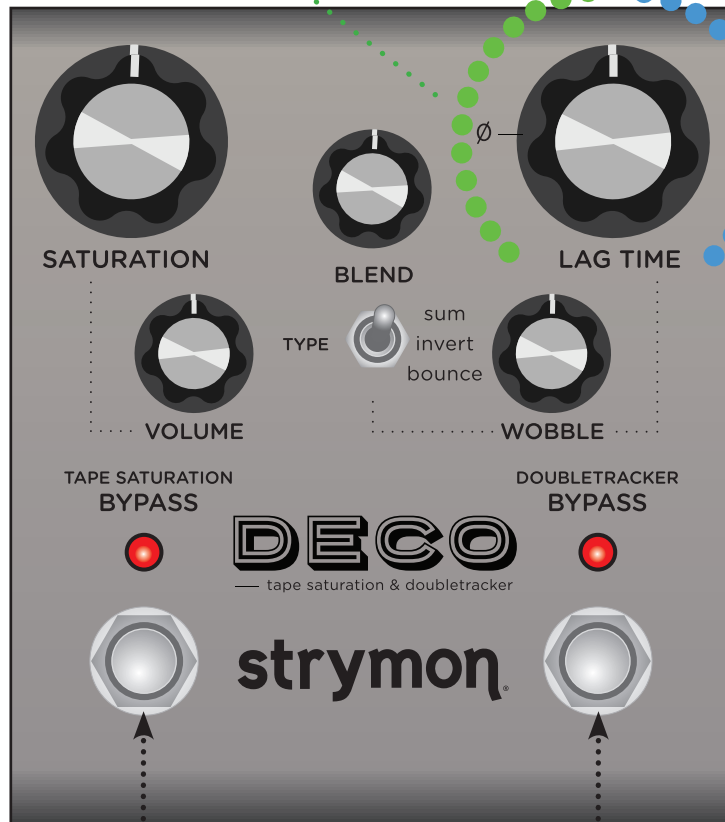 Ø
SATURATION
BLEND
LAG TIME
TYPE
sum
invert
bounce
VOLUME
WOBBLE
TAPE SATURATION
BYPASS
DOUBLETRACKER
BYPASS
DECO
tape saturation & doubletracker
strymon®